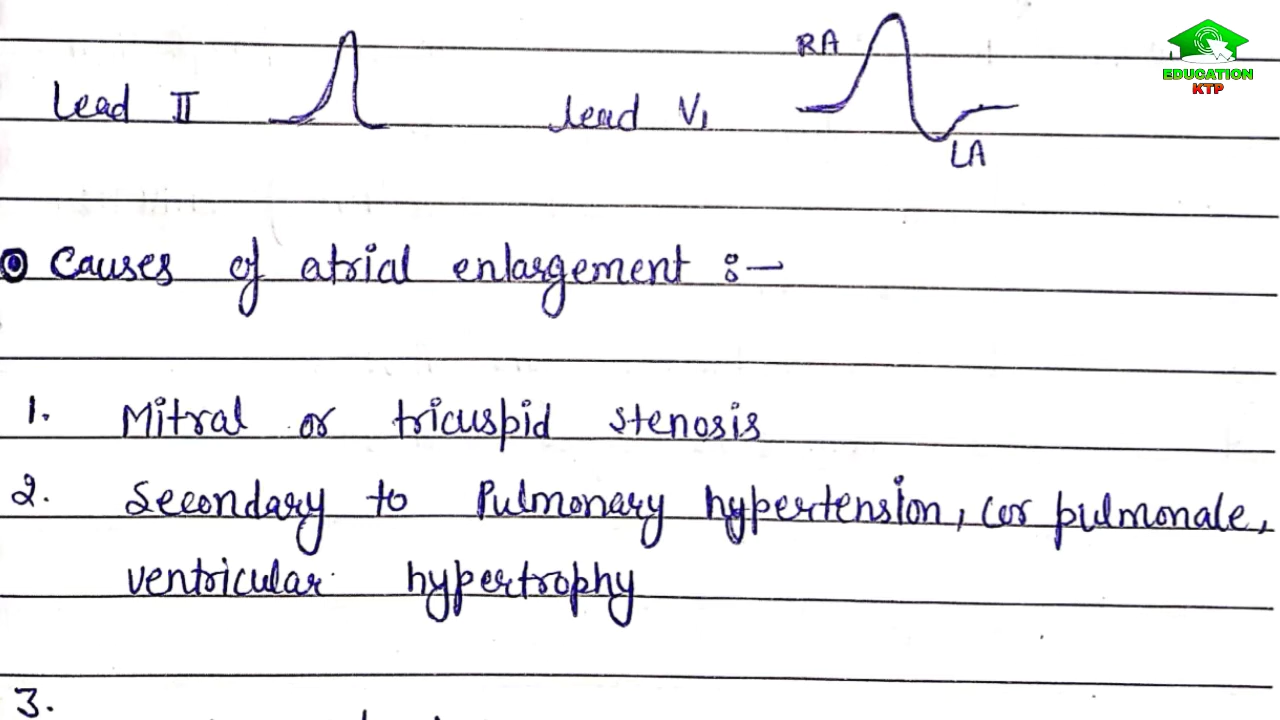 RA
Lead II
Lead V1
LA
EDUCATION
KTP
Causes of atrial enlargement :-
1. Mitral or tricuspid stenosis
2. Secondary to Pulmonary hypertension, cor pulmonale,
ventricular hypertrophy
3.